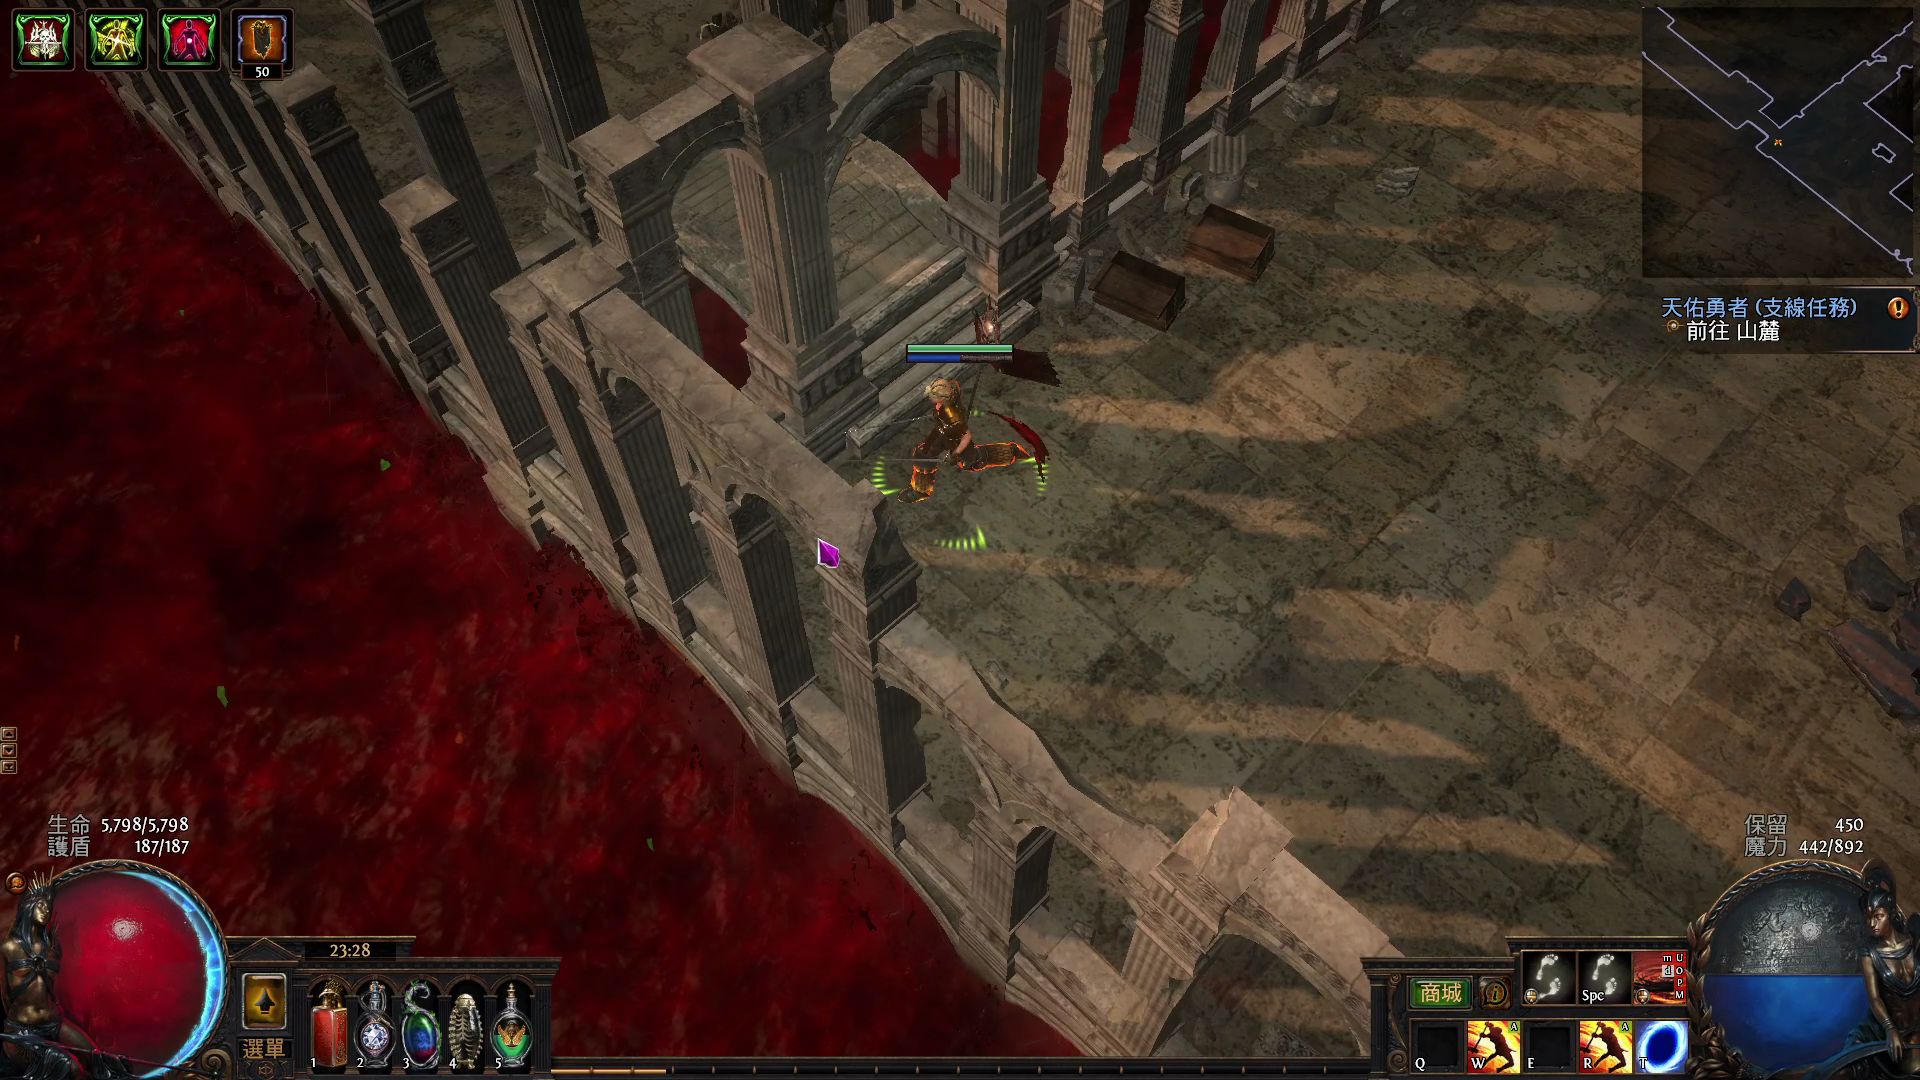 50
天佑勇者 (支線任務)
前往 山麓
生命 5,798/5,798
護盾 187/187
保留 450
魔力 442/892
23:28
選單
1 2 3 4 5
商城
Spc
m U
d O
P
M
Q W A E R A T